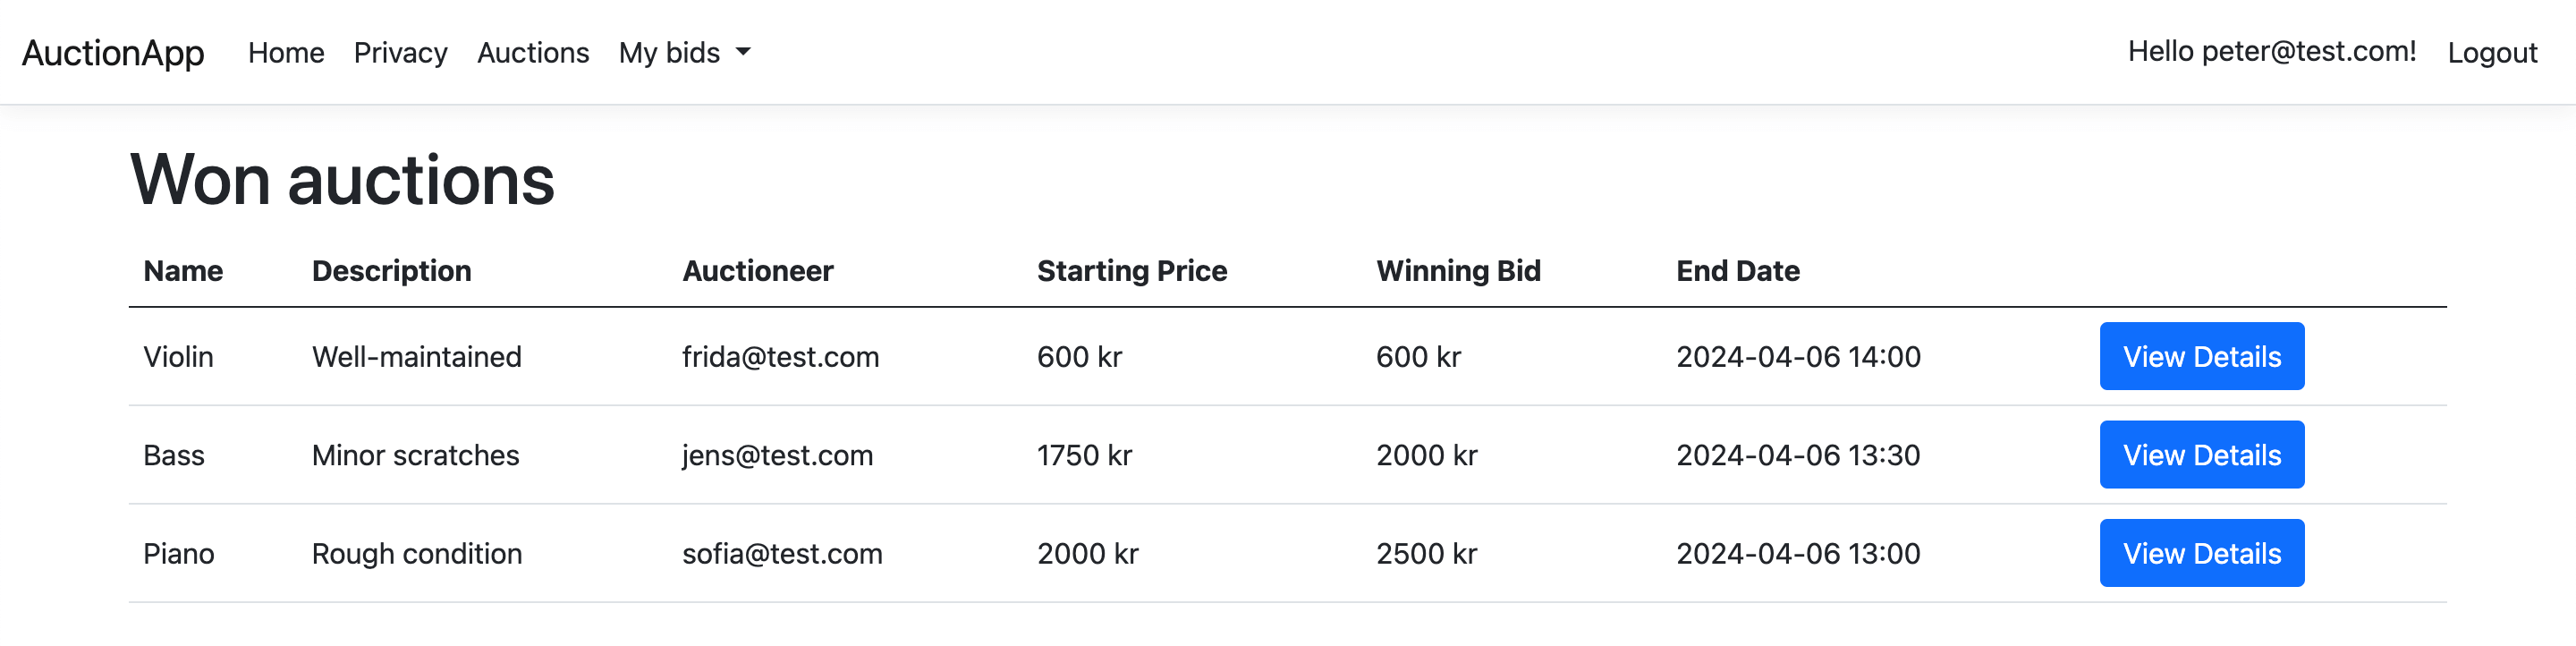 AuctionApp Home Privacy Auctions My bids Hello peter@test.com! Logout
Won auctions
Name Description Auctioneer Starting Price Winning Bid End Date
Violin Well-maintained frida@test.com 600 kr 600 kr 2024-04-06 14:00 View Details
Bass Minor scratches jens@test.com 1750 kr 2000 kr 2024-04-06 13:30 View Details
Piano Rough condition sofia@test.com 2000 kr 2500 kr 2024-04-06 13:00 View Details